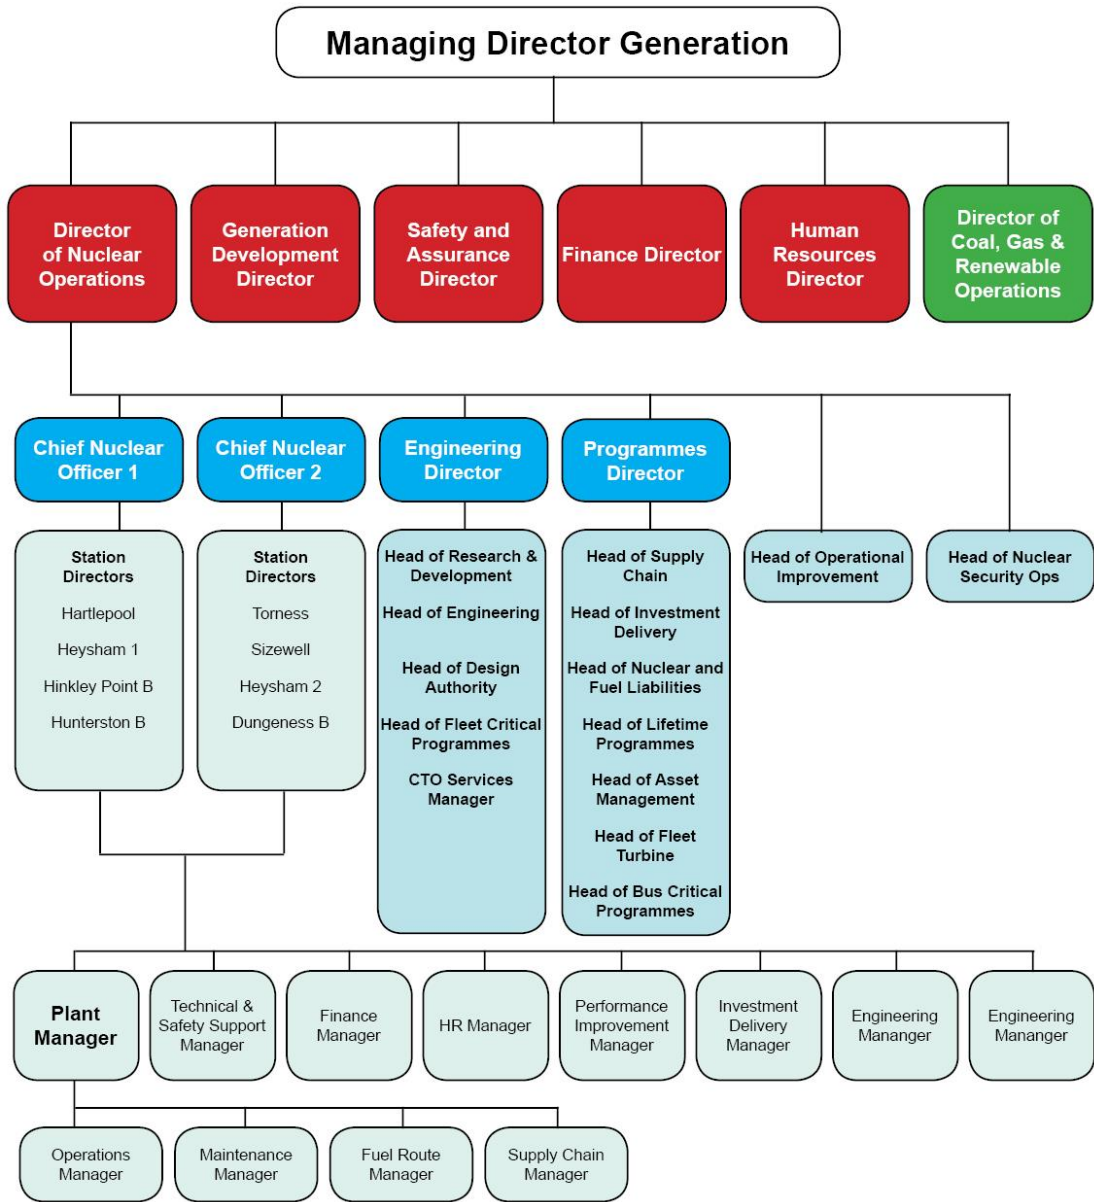 Managing Director Generation
Director
of Nuclear
Operations
Generation
Development
Director
Safety and
Assurance
Director
Finance Director
Human
Resources
Director
Director of
Coal, Gas &
Renewable
Operations
Chief Nuclear
Officer 1
Chief Nuclear
Officer 2
Engineering
Director
Programmes
Director
Station
Directors
Hartlepool
Heysham 1
Hinkley Point B
Hunterston B
Station
Directors
Torness
Sizewell
Heysham 2
Dungeness B
Head of Research &
Development
Head of Engineering
Head of Design
Authority
Head of Fleet Critical
Programmes
CTO Services
Manager
Head of Supply
Chain
Head of Investment
Delivery
Head of Nuclear and
Fuel Liabilities
Head of Lifetime
Programmes
Head of Asset
Management
Head of Fleet
Turbine
Head of Bus Critical
Programmes
Head of Operational
Improvement
Head of Nuclear
Security Ops
Plant
Manager
Technical &
Safety Support
Manager
Finance
Manager
HR Manager
Performance
Improvement
Manager
Investment
Delivery
Manager
Engineering
Mananger
Engineering
Mananger
Operations
Manager
Maintenance
Manager
Fuel Route
Manager
Supply Chain
Manager